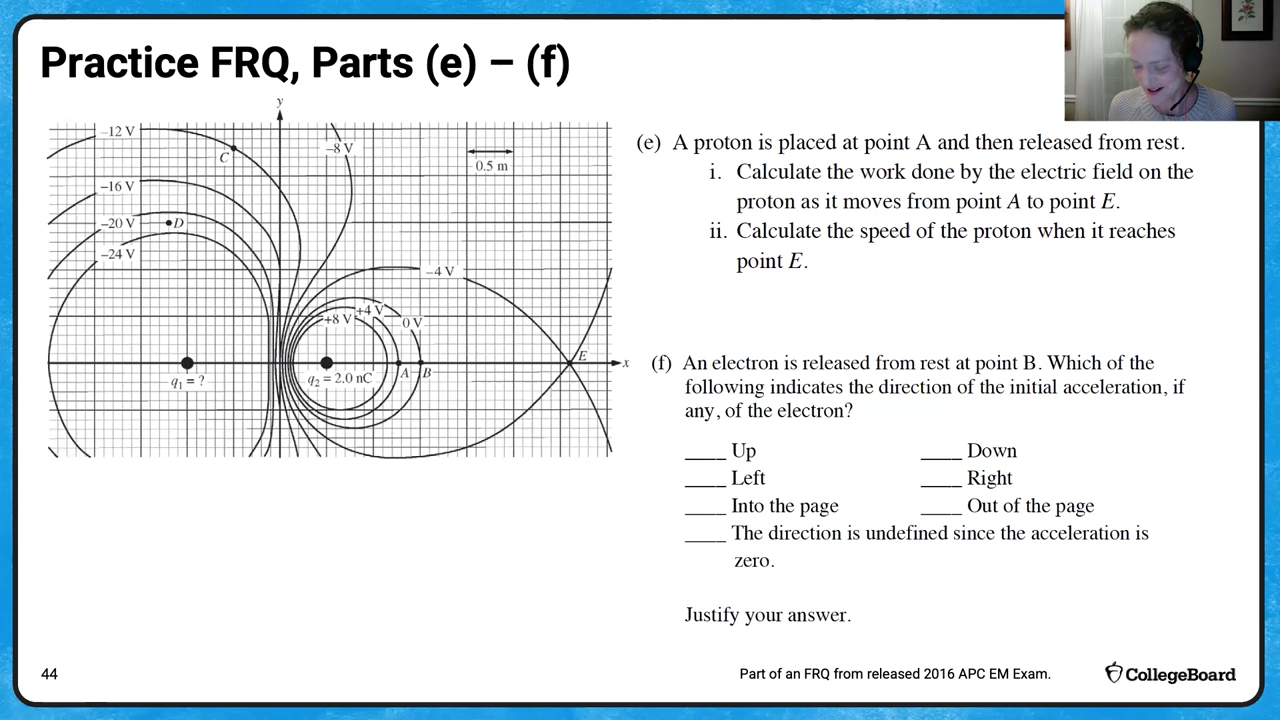 Practice FRQ, Parts (e) – (f)
y
−12 V
−8 V
C
0.5 m
−16 V
−20 V
D
−24 V
−4 V
+4 V
+8 V
0 V
E
x
A
B
q₁ = ?
q₂ = 2.0 nC
(e) A proton is placed at point A and then released from rest.
i. Calculate the work done by the electric field on the
proton as it moves from point A to point E.
ii. Calculate the speed of the proton when it reaches
point E.
(f) An electron is released from rest at point B. Which of the
following indicates the direction of the initial acceleration, if
any, of the electron?
____ Up ____ Down
____ Left ____ Right
____ Into the page ____ Out of the page
____ The direction is undefined since the acceleration is
zero.
Justify your answer.
44
Part of an FRQ from released 2016 APC EM Exam.
CollegeBoard